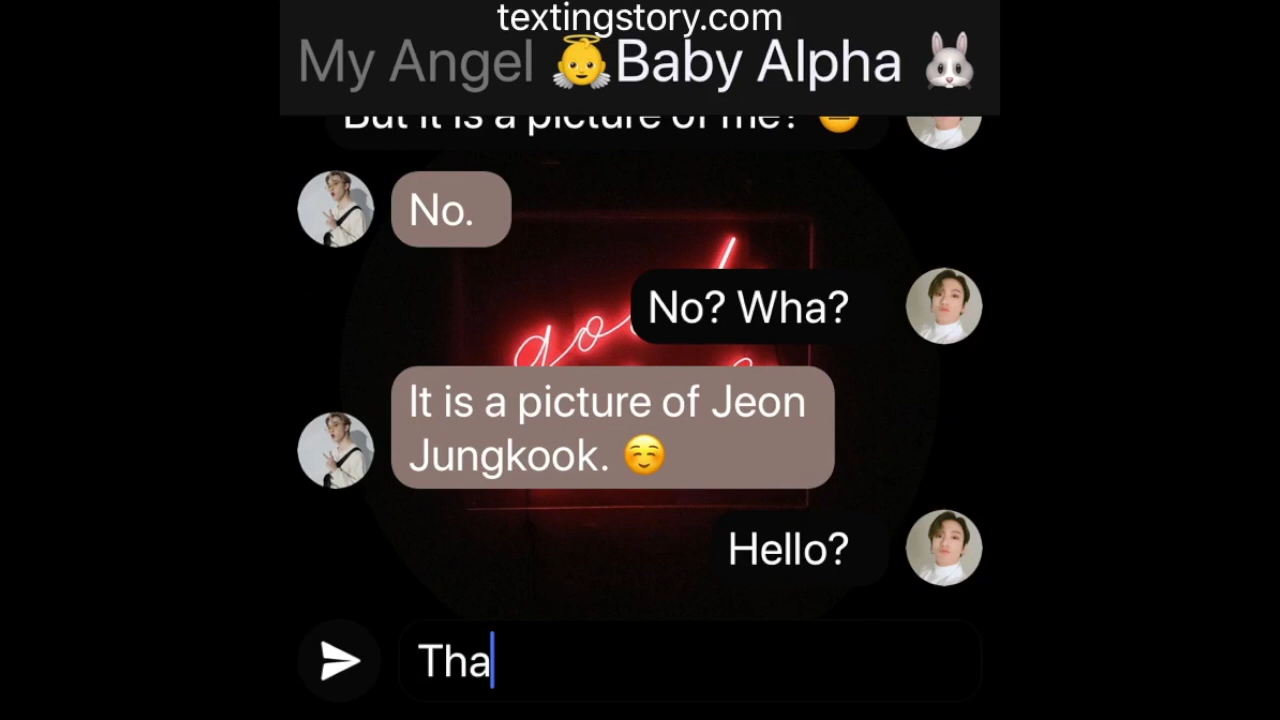 textingstory.com
My Angel 👼Baby Alpha 🐰
But it is a picture of me? 😐
No.
No? Wha?
It is a picture of Jeon
Jungkook. ☺️
Hello?
Tha